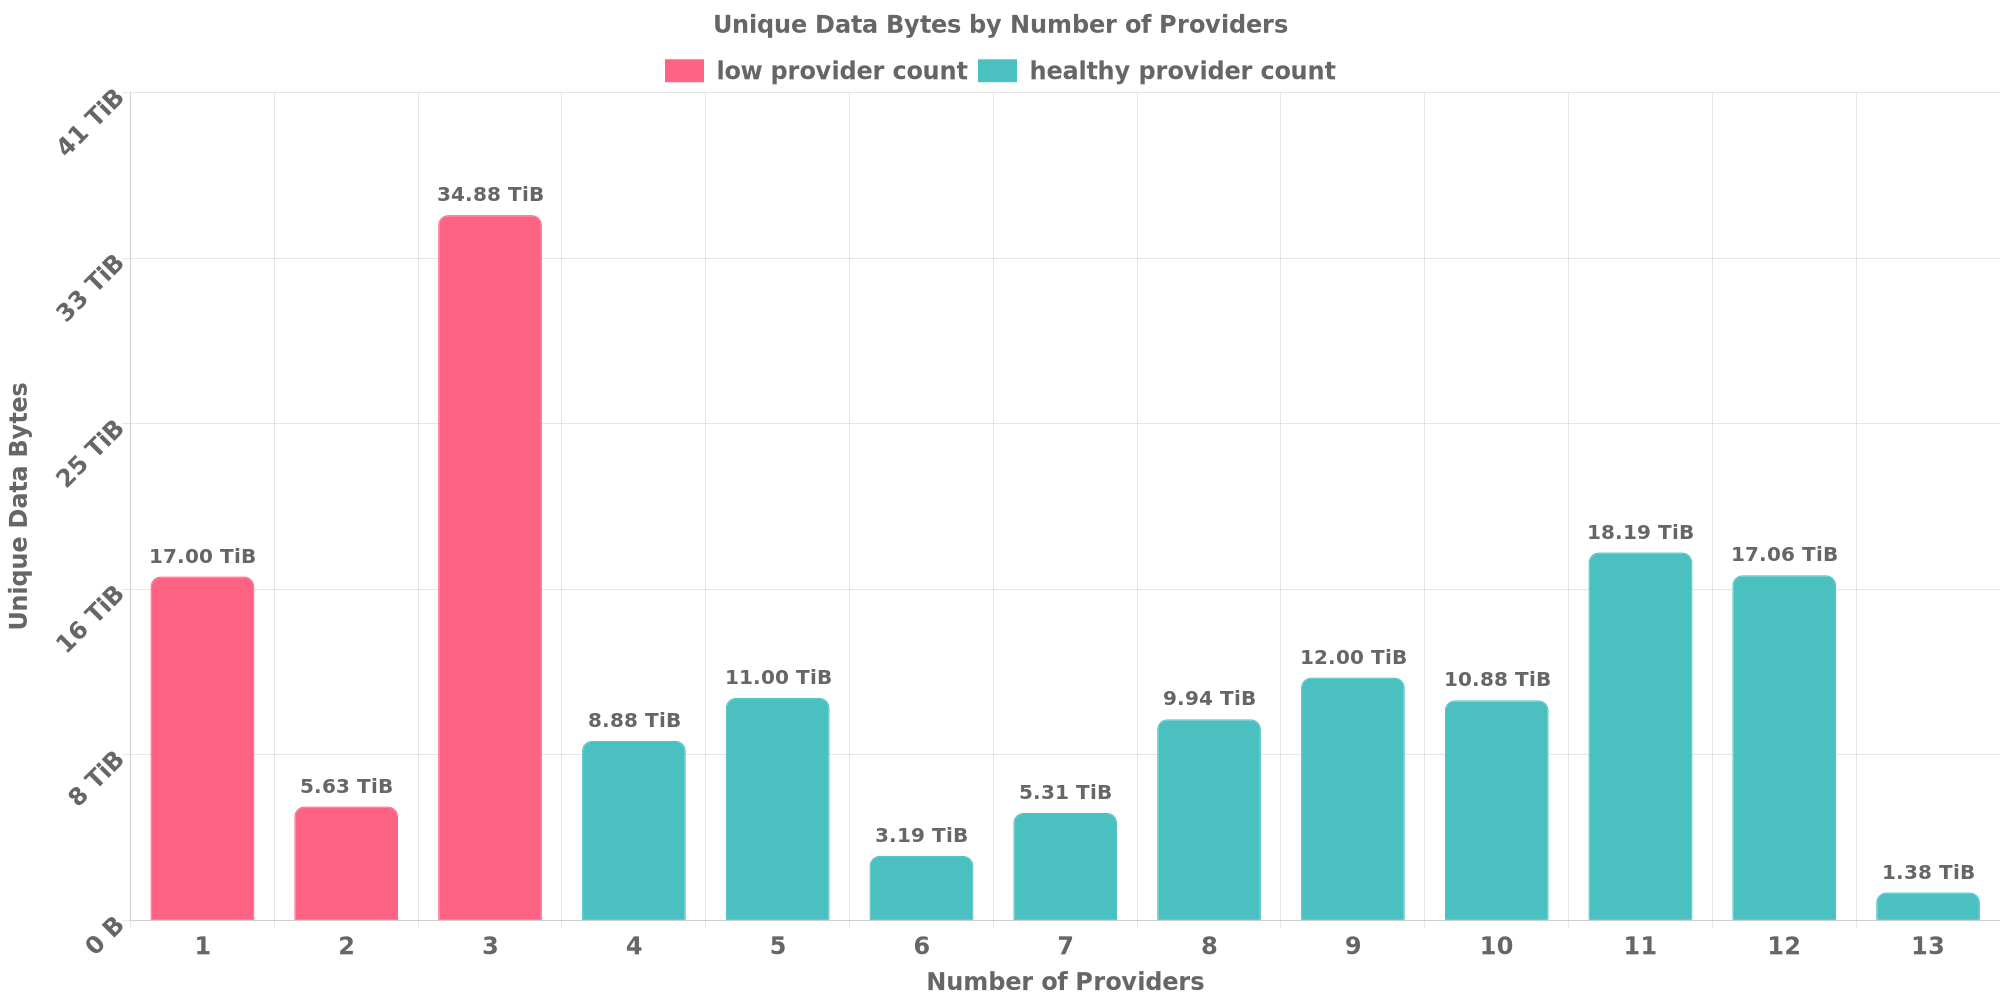 Unique Data Bytes by Number of Providers
low provider count healthy provider count
41 TiB
33 TiB
25 TiB
16 TiB
8 TiB
0 B
Unique Data Bytes
17.00 TiB
5.63 TiB
34.88 TiB
8.88 TiB
11.00 TiB
3.19 TiB
5.31 TiB
9.94 TiB
12.00 TiB
10.88 TiB
18.19 TiB
17.06 TiB
1.38 TiB
1 2 3 4 5 6 7 8 9 10 11 12 13
Number of Providers